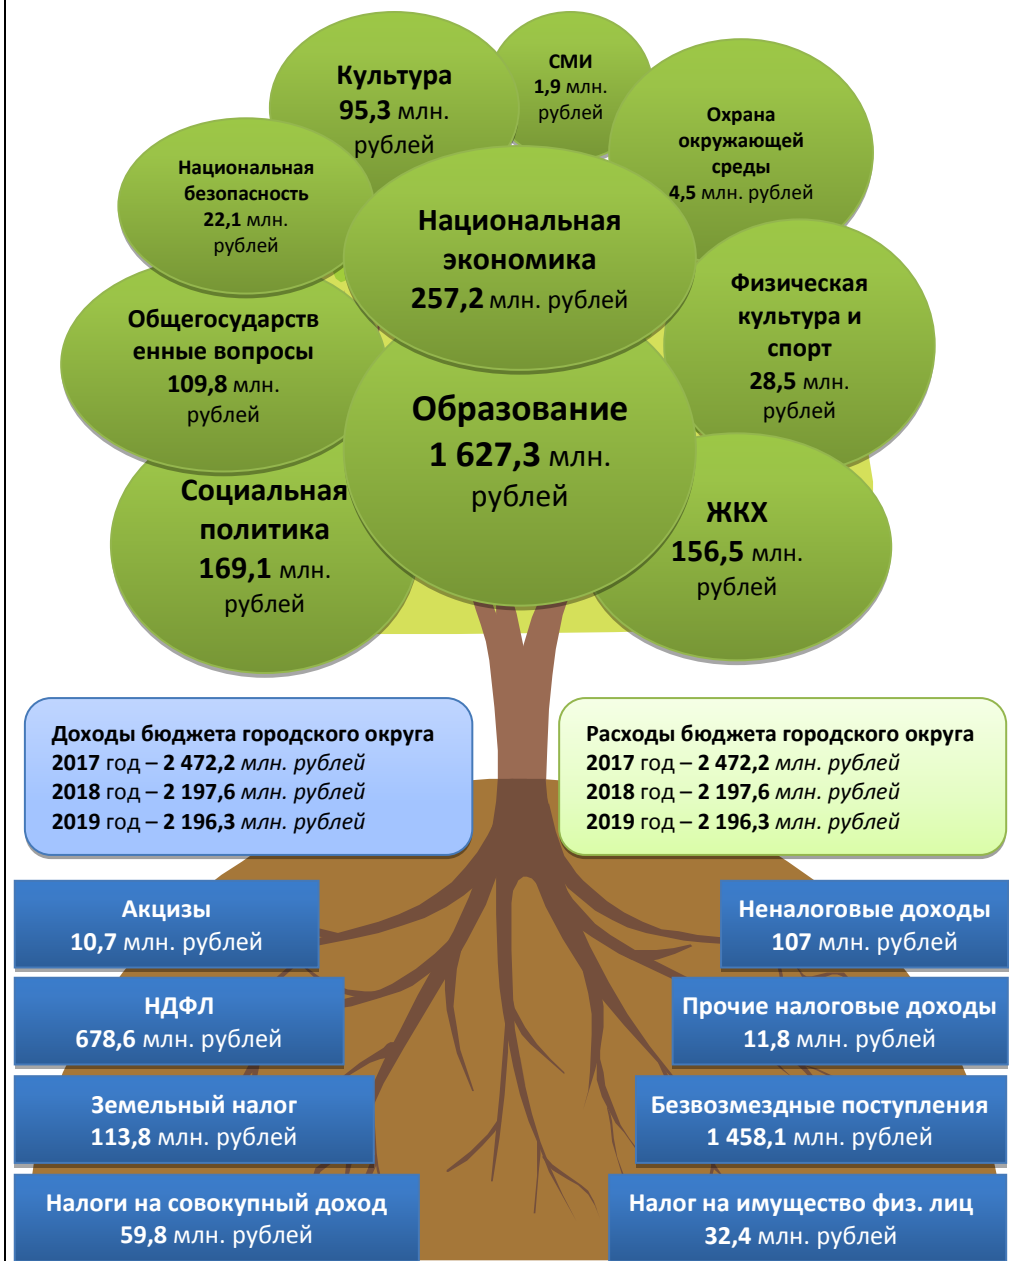 Культура
95,3 млн.
рублей
СМИ
1,9 млн.
рублей
Охрана
окружающей
среды
4,5 млн. рублей
Национальная
безопасность
22,1 млн.
рублей
Национальная
экономика
257,2 млн. рублей
Физическая
культура и
спорт
28,5 млн.
рублей
Общегосударств
енные вопросы
109,8 млн.
рублей
Образование
1 627,3 млн.
рублей
Социальная
политика
169,1 млн.
рублей
ЖКХ
156,5 млн.
рублей
Доходы бюджета городского округа
2017 год – 2 472,2 млн. рублей
2018 год – 2 197,6 млн. рублей
2019 год – 2 196,3 млн. рублей
Расходы бюджета городского округа
2017 год – 2 472,2 млн. рублей
2018 год – 2 197,6 млн. рублей
2019 год – 2 196,3 млн. рублей
Акцизы
10,7 млн. рублей
Неналоговые доходы
107 млн. рублей
НДФЛ
678,6 млн. рублей
Прочие налоговые доходы
11,8 млн. рублей
Земельный налог
113,8 млн. рублей
Безвозмездные поступления
1 458,1 млн. рублей
Налоги на совокупный доход
59,8 млн. рублей
Налог на имущество физ. лиц
32,4 млн. рублей